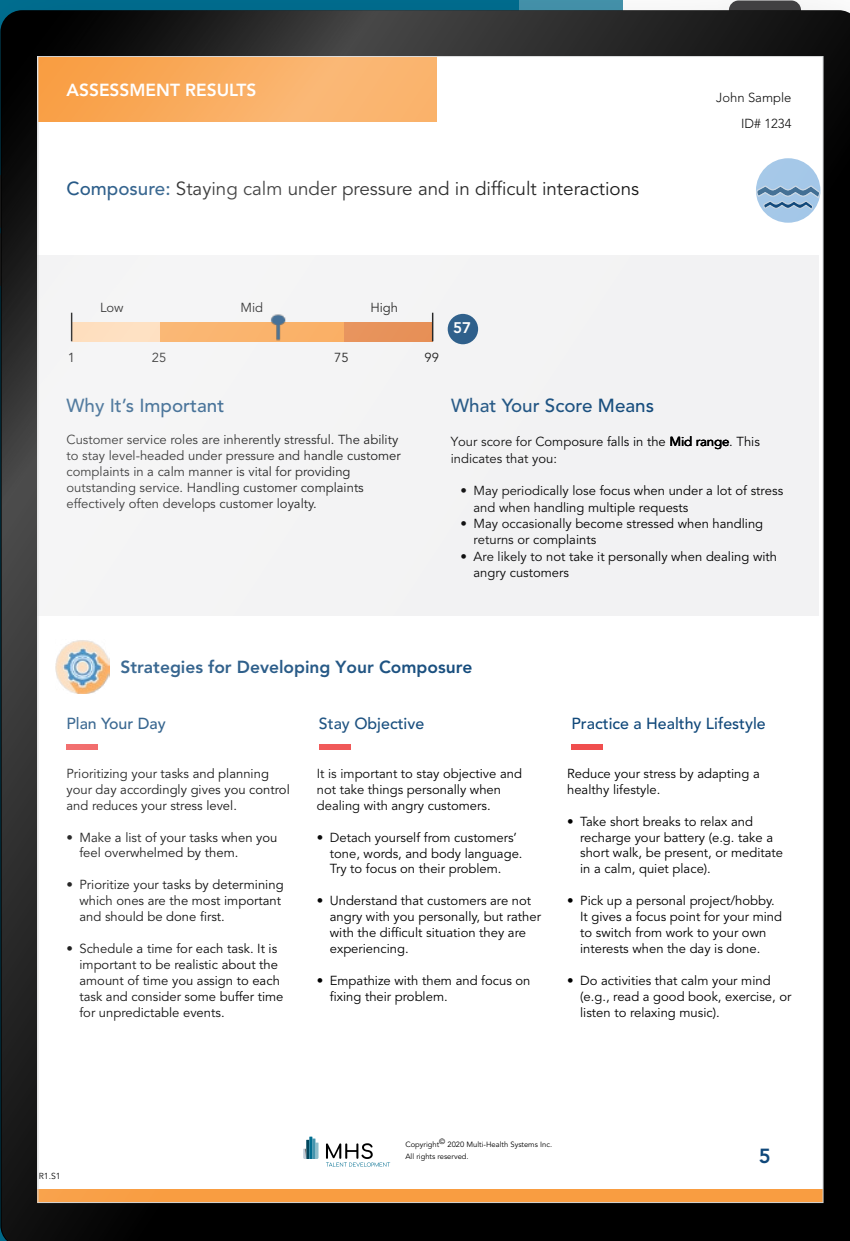 ASSESSMENT RESULTS
John Sample
ID# 1234
Composure: Staying calm under pressure and in difficult interactions
Low Mid High
57
1 25 75 99
Why It's Important
Customer service roles are inherently stressful. The ability
to stay level-headed under pressure and handle customer
complaints in a calm manner is vital for providing
outstanding service. Handling customer complaints
effectively often develops customer loyalty.
What Your Score Means
Your score for Composure falls in the Mid range. This
indicates that you:
• May periodically lose focus when under a lot of stress
and when handling multiple requests
• May occasionally become stressed when handling
returns or complaints
• Are likely to not take it personally when dealing with
angry customers
Strategies for Developing Your Composure
Plan Your Day
Prioritizing your tasks and planning
your day accordingly gives you control
and reduces your stress level.
• Make a list of your tasks when you
feel overwhelmed by them.
• Prioritize your tasks by determining
which ones are the most important
and should be done first.
• Schedule a time for each task. It is
important to be realistic about the
amount of time you assign to each
task and consider some buffer time
for unpredictable events.
Stay Objective
It is important to stay objective and
not take things personally when
dealing with angry customers.
• Detach yourself from customers'
tone, words, and body language.
Try to focus on their problem.
• Understand that customers are not
angry with you personally, but rather
with the difficult situation they are
experiencing.
• Empathize with them and focus on
fixing their problem.
Practice a Healthy Lifestyle
Reduce your stress by adapting a
healthy lifestyle.
• Take short breaks to relax and
recharge your battery (e.g. take a
short walk, be present, or meditate
in a calm, quiet place).
• Pick up a personal project/hobby.
It gives a focus point for your mind
to switch from work to your own
interests when the day is done.
• Do activities that calm your mind
(e.g., read a good book, exercise, or
listen to relaxing music).
MHS
TALENT DEVELOPMENT
Copyright© 2020 Multi-Health Systems Inc.
All rights reserved.
5
R1.S1